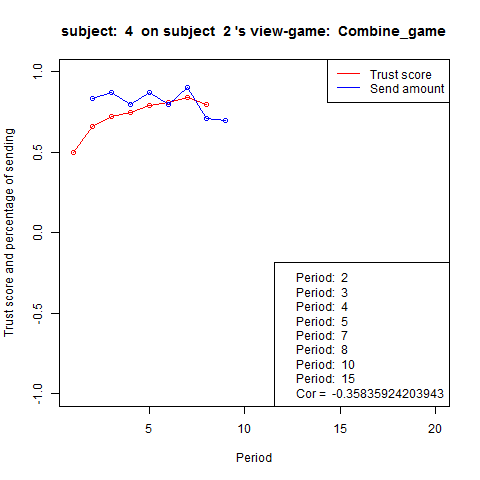 subject:  4  on subject  2 's view-game:  Combine_game
Trust score
Send amount
1.0
0.5
0.0
-0.5
-1.0
Trust score and percentage of sending
Period:  2
Period:  3
Period:  4
Period:  5
Period:  7
Period:  8
Period:  10
Period:  15
Cor =  -0.35835924203943
5 10 15 20
Period